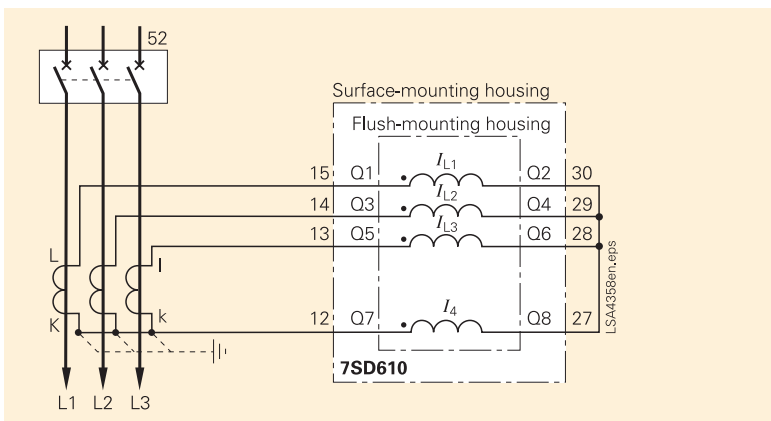 52
Surface-mounting housing
Flush-mounting housing
15 Q1 IL1 Q2 30
14 Q3 IL2 Q4 29
13 Q5 IL3 Q6 28
L l
K k
12 Q7 I4 Q8 27
7SD610
L1 L2 L3
LSA4358en.eps